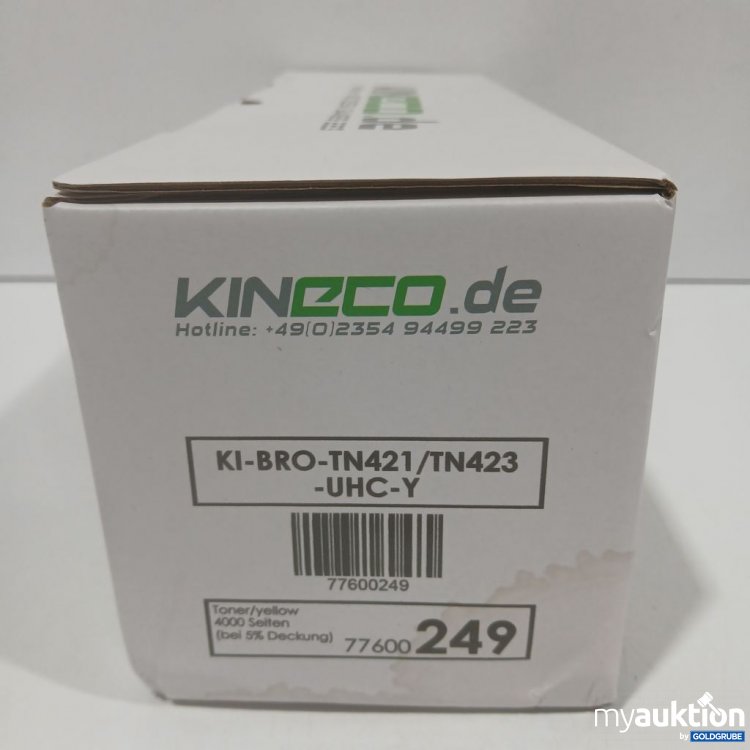 KINECO.de
Hotline: +49(0)2354 94499 223
KI-BRO-TN421/TN423
-UHC-Y
77600249
Toner/yellow
4000 Seiten
(bei 5% Deckung) 77600 249
myauktion
by GOLDGRUBE